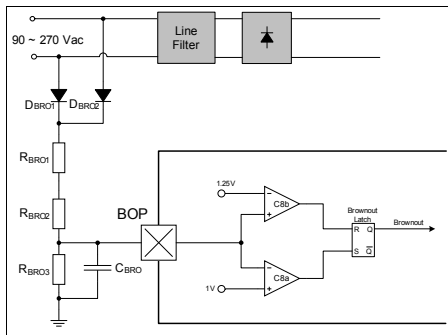 90 ~ 270 Vac
Line
Filter
DBRO1
DBRO2
RBRO1
RBRO2
BOP
RBRO3
CBRO
1.25V
C8b
1V
C8a
Brownout
Latch
R Q
S Q
Brownout